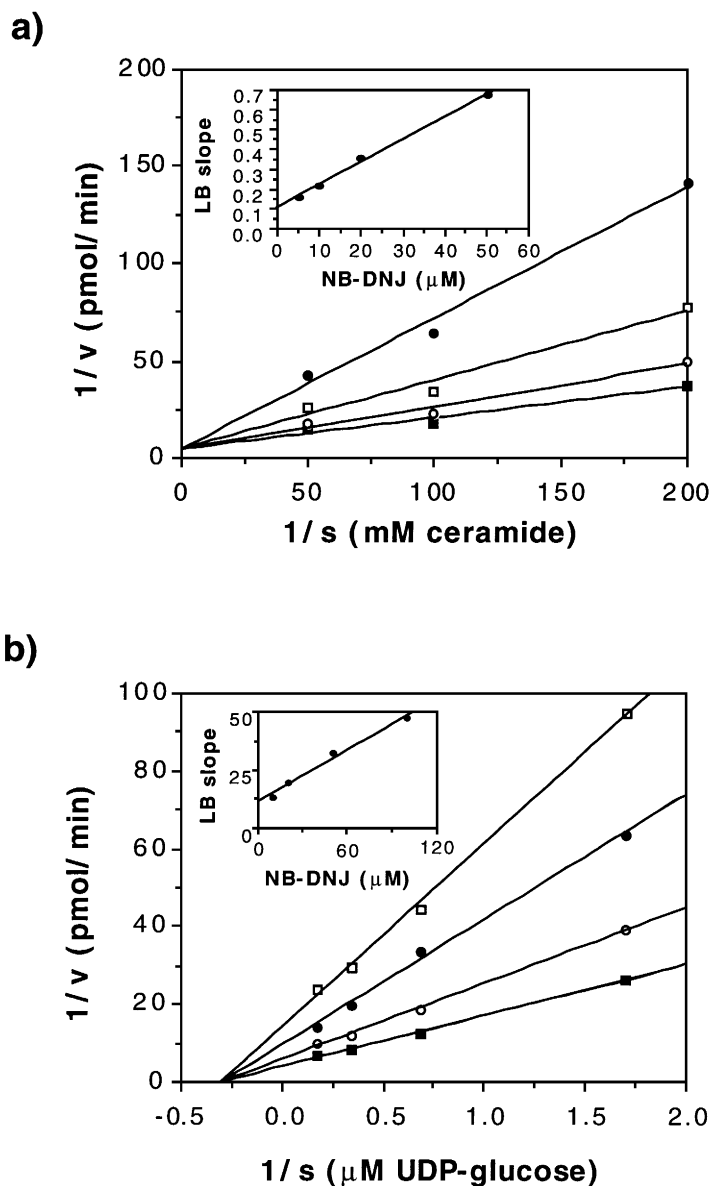 a)
200
150
100
50
0
1/v (pmol/min)
0.7
0.6
0.5
0.4
0.3
0.2
0.1
0.0
LB slope
0 10 20 30 40 50 60
NB-DNJ (µM)
0 50 100 150 200
1/s (mM ceramide)
b)
100
80
60
40
20
0
1/v (pmol/min)
50
25
0
LB slope
0 60 120
NB-DNJ (µM)
-0.5 0.0 0.5 1.0 1.5 2.0
1/s (µM UDP-glucose)